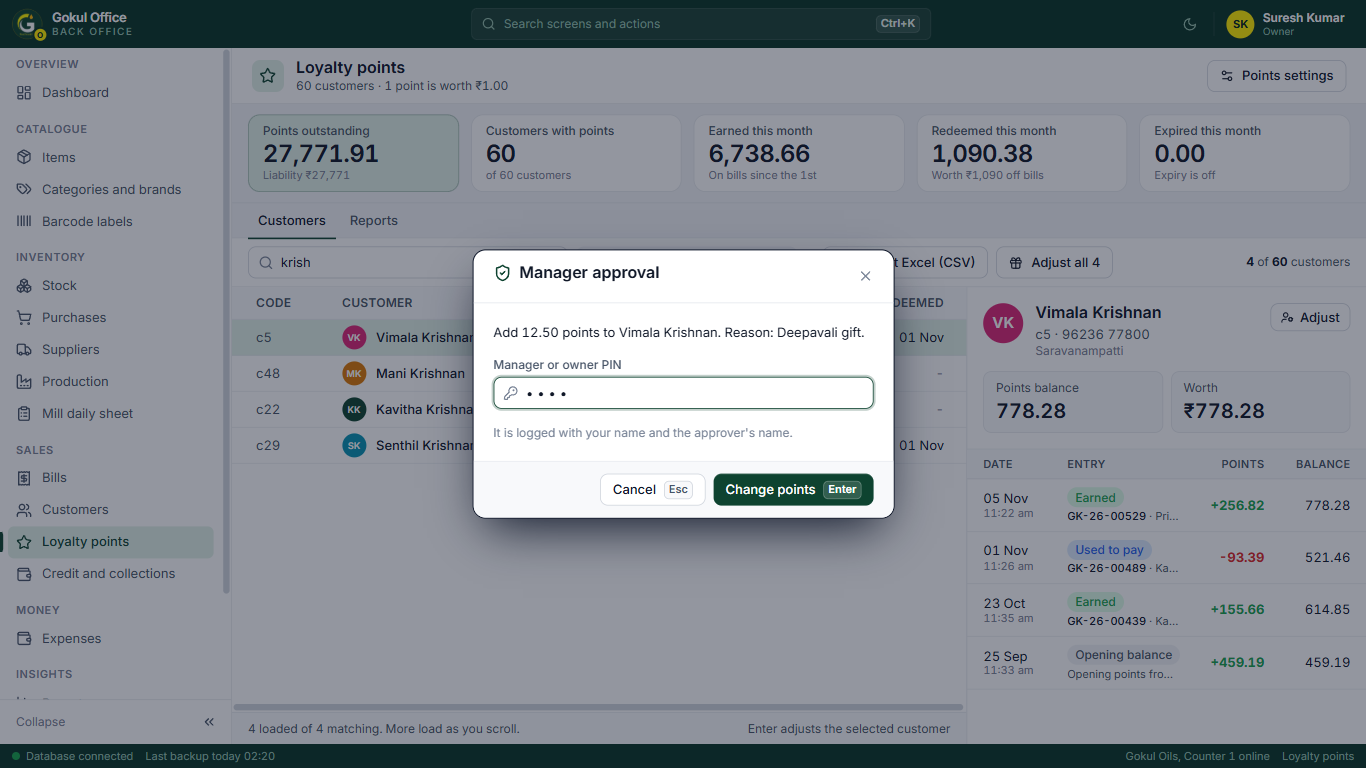 Gokul Office
BACK OFFICE
Search screens and actions
Ctrl+K
SK
Suresh Kumar
Owner
OVERVIEW
Dashboard
CATALOGUE
Items
Categories and brands
Barcode labels
INVENTORY
Stock
Purchases
Suppliers
Production
Mill daily sheet
SALES
Bills
Customers
Loyalty points
Credit and collections
MONEY
Expenses
INSIGHTS
Collapse
Loyalty points
60 customers · 1 point is worth ₹1.00
Points settings
Points outstanding
27,771.91
Liability ₹27,771
Customers with points
60
of 60 customers
Earned this month
6,738.66
On bills since the 1st
Redeemed this month
1,090.38
Worth ₹1,090 off bills
Expired this month
0.00
Expiry is off
Customers
Reports
krish
Excel (CSV)
Adjust all 4
4 of 60 customers
CODE
CUSTOMER
c5
VK
Vimala Krishnan
01 Nov
c48
MK
Mani Krishnan
-
c22
KK
Kavitha Krishna
-
c29
SK
Senthil Krishnan
01 Nov
Manager approval
Add 12.50 points to Vimala Krishnan. Reason: Deepavali gift.
Manager or owner PIN
• • • •
It is logged with your name and the approver's name.
Cancel Esc
Change points Enter
VK
Vimala Krishnan
c5 · 96236 77800
Saravanampatti
Adjust
Points balance
778.28
Worth
₹778.28
DATE ENTRY POINTS BALANCE
05 Nov
11:22 am
Earned
GK-26-00529 · Pri...
+256.82
778.28
01 Nov
11:26 am
Used to pay
GK-26-00489 · Ka...
-93.39
521.46
23 Oct
11:35 am
Earned
GK-26-00439 · Ka...
+155.66
614.85
25 Sep
11:33 am
Opening balance
Opening points fro...
+459.19
459.19
4 loaded of 4 matching. More load as you scroll.
Enter adjusts the selected customer
Database connected
Last backup today 02:20
Gokul Oils, Counter 1 online
Loyalty points